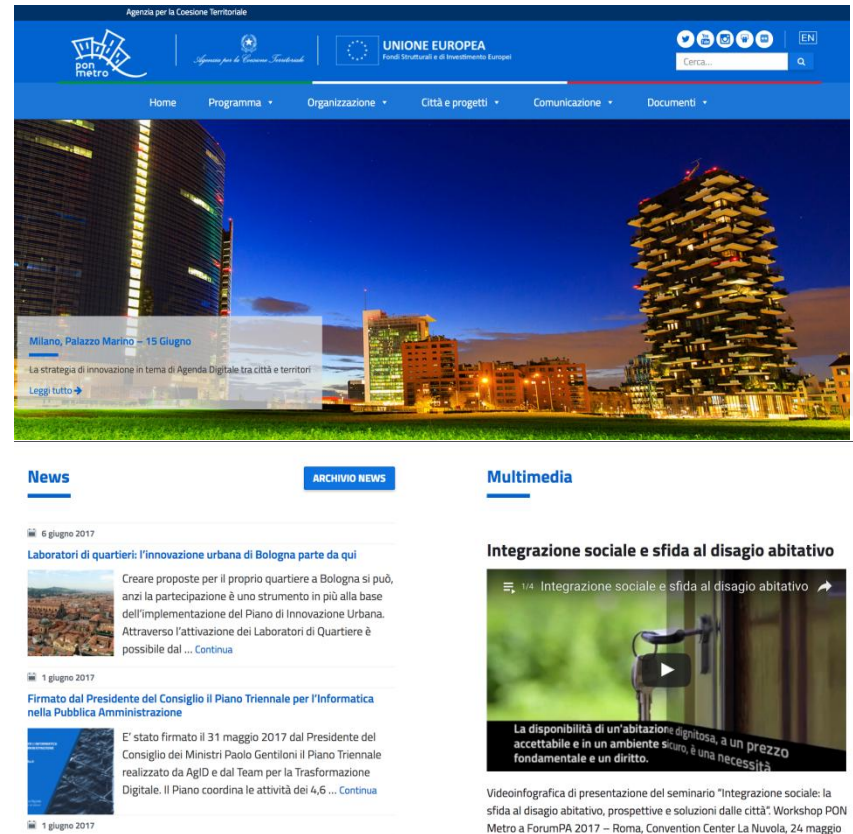 Agenzia per la Coesione Territoriale
pon
metro
Agenzia per la Coesione Territoriale
UNIONE EUROPEA
Fondi Strutturali e di Investimento Europei
EN
Cerca...
Home Programma Organizzazione Città e progetti Comunicazione Documenti
Milano, Palazzo Marino – 15 Giugno
La strategia di innovazione in tema di Agenda Digitale tra città e territori
Leggi tutto
News
ARCHIVIO NEWS
6 giugno 2017
Laboratori di quartieri: l'innovazione urbana di Bologna parte da qui
Creare proposte per il proprio quartiere a Bologna si può,
anzi la partecipazione è uno strumento in più alla base
dell'implementazione del Piano di Innovazione Urbana.
Attraverso l'attivazione dei Laboratori di Quartiere è
possibile dal ... Continua
1 giugno 2017
Firmato dal Presidente del Consiglio il Piano Triennale per l'Informatica
nella Pubblica Amministrazione
E' stato firmato il 31 maggio 2017 dal Presidente del
Consiglio dei Ministri Paolo Gentiloni il Piano Triennale
realizzato da AgID e dal Team per la Trasformazione
Digitale. Il Piano coordina le attività dei 4,6 ... Continua
1 giugno 2017
Multimedia
Integrazione sociale e sfida al disagio abitativo
1/4 Integrazione sociale e sfida al disagio abitativo
La disponibilità di un'abitazione dignitosa, a un prezzo
accettabile e in un ambiente sicuro, è una necessità
fondamentale e un diritto.
Videoinfografica di presentazione del seminario "Integrazione sociale: la
sfida al disagio abitativo, prospettive e soluzioni dalle città". Workshop PON
Metro a ForumPA 2017 – Roma, Convention Center La Nuvola, 24 maggio